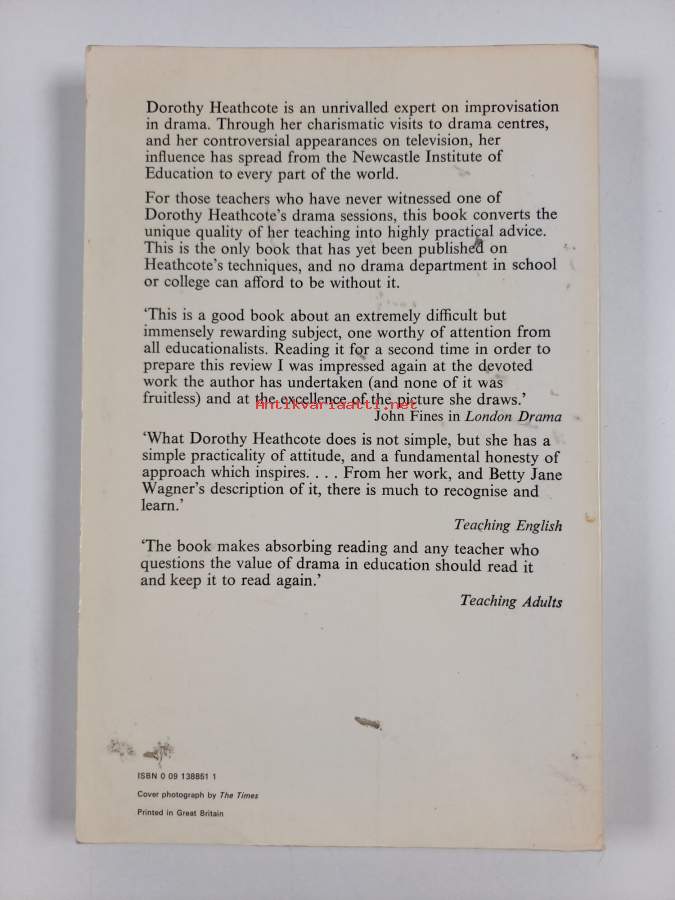 Dorothy Heathcote is an unrivalled expert on improvisation
in drama. Through her charismatic visits to drama centres,
and her controversial appearances on television, her
influence has spread from the Newcastle Institute of
Education to every part of the world.
For those teachers who have never witnessed one of
Dorothy Heathcote's drama sessions, this book converts the
unique quality of her teaching into highly practical advice.
This is the only book that has yet been published on
Heathcote's techniques, and no drama department in school
or college can afford to be without it.
‘This is a good book about an extremely difficult but
immensely rewarding subject, one worthy of attention from
all educationalists. Reading it for a second time in order to
prepare this review I was impressed again at the devoted
work the author has undertaken (and none of it was
fruitless) and at the excellence of the picture she draws.’
Antikvariaatti.net
John Fines in London Drama
‘What Dorothy Heathcote does is not simple, but she has a
simple practicality of attitude, and a fundamental honesty of
approach which inspires. . . . From her work, and Betty Jane
Wagner's description of it, there is much to recognise and
learn.’
Teaching English
‘The book makes absorbing reading and any teacher who
questions the value of drama in education should read it
and keep it to read again.’
Teaching Adults
ISBN 0 09 138851 1
Cover photograph by The Times
Printed in Great Britain